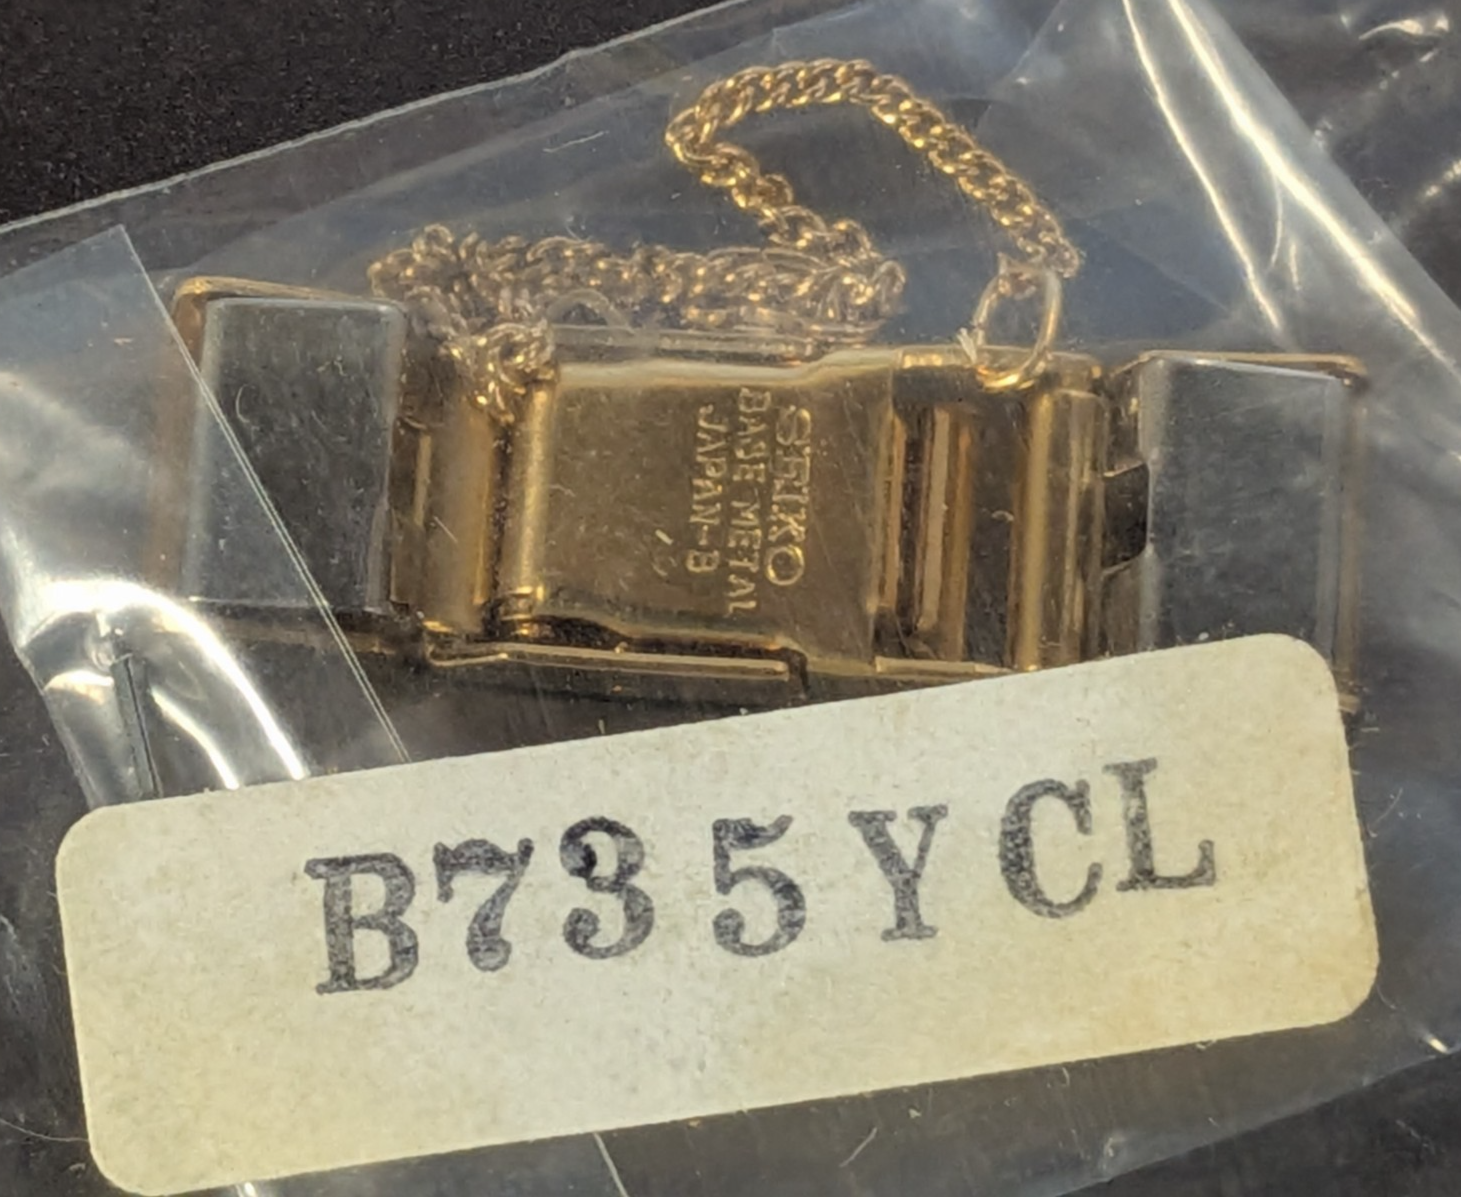 SEIKO
BASE METAL
JAPAN-B
B735YCL